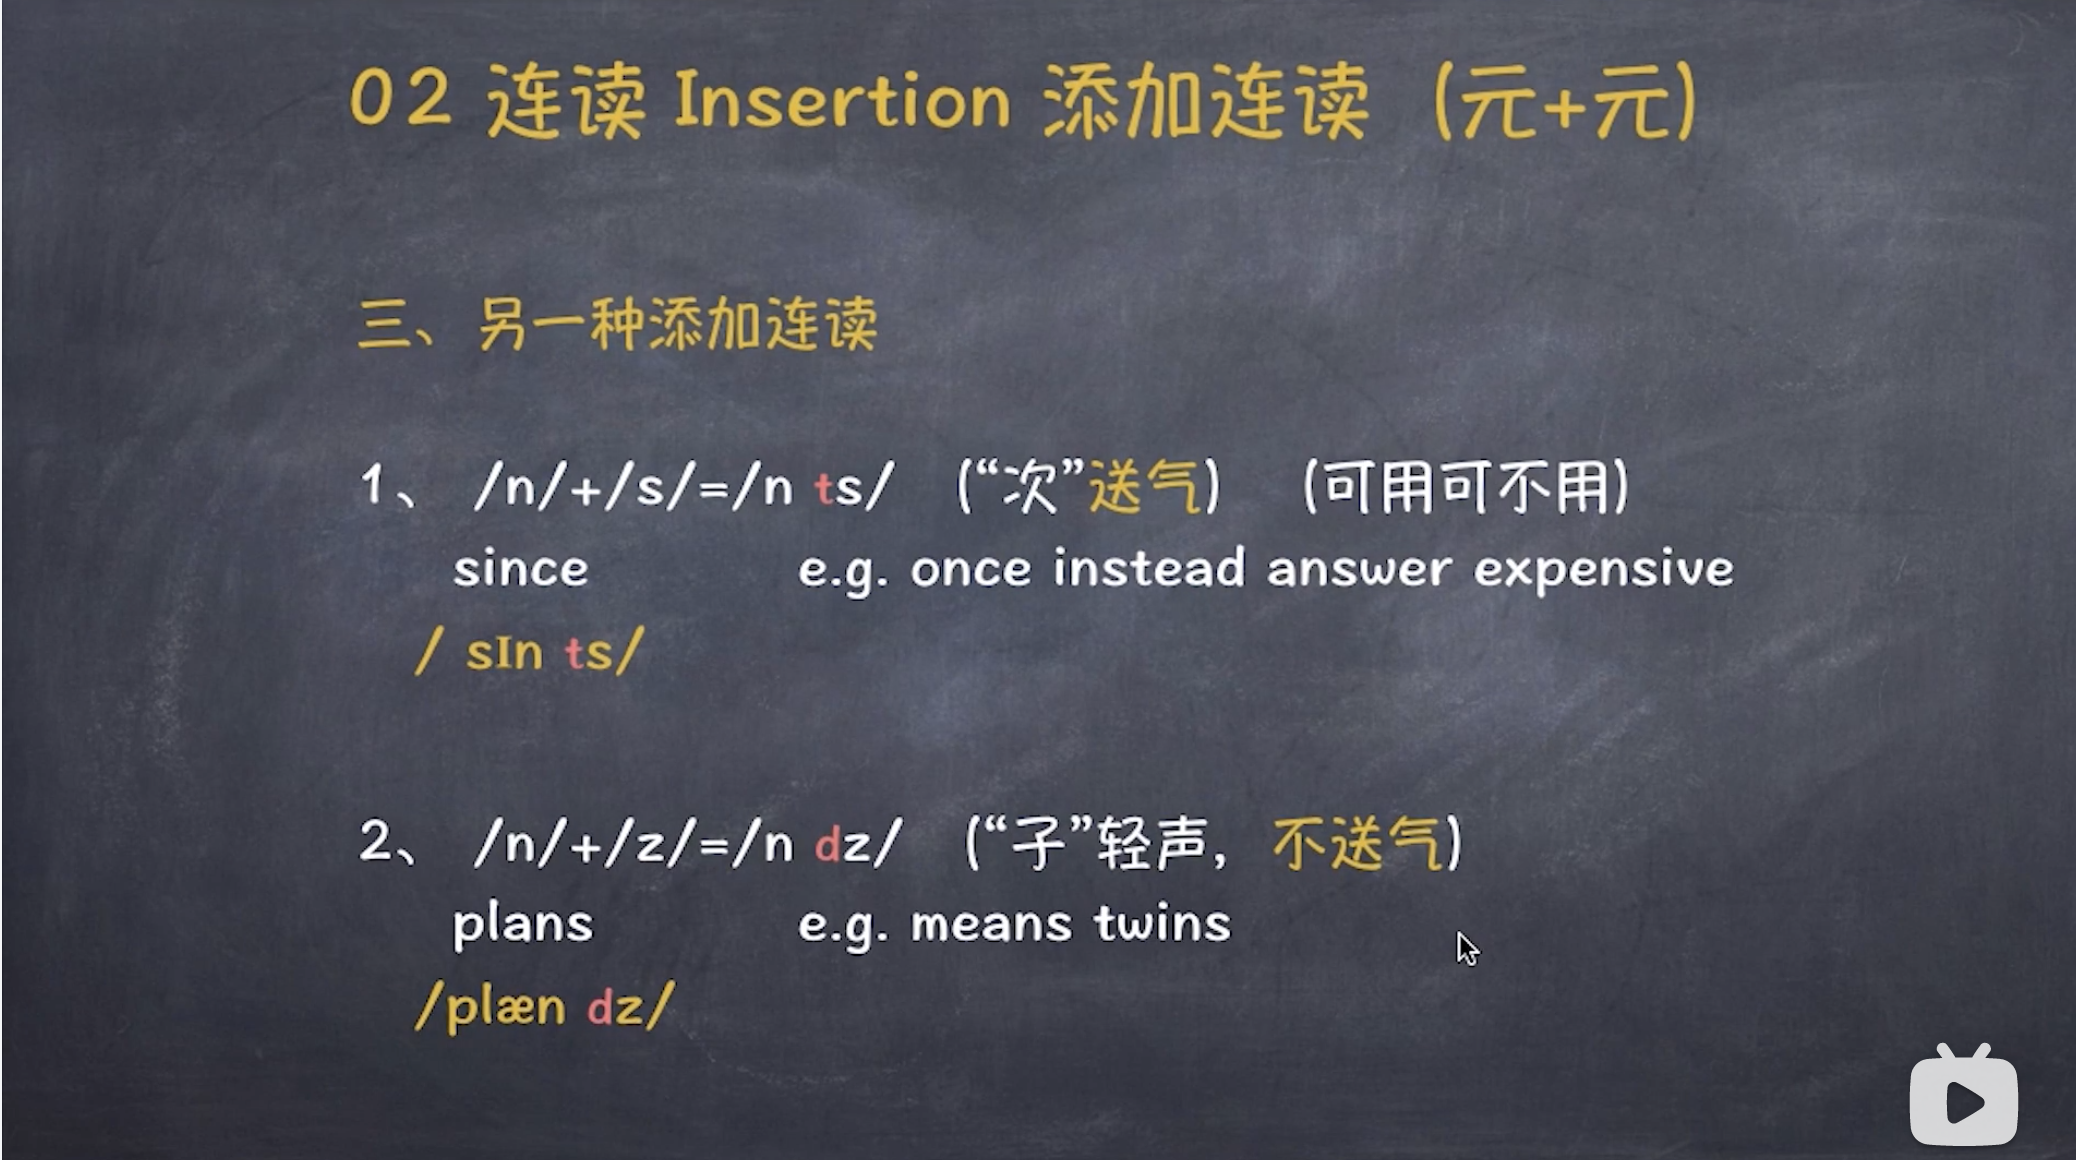 02 连读 Insertion 添加连读（元+元）
三、另一种添加连读
1、 /n/+/s/=/n ts/ （“次”送气） （可用可不用）
since e.g. once instead answer expensive
/ sIn ts/
2、 /n/+/z/=/n dz/ （“子”轻声，不送气）
plans e.g. means twins
/plæn dz/